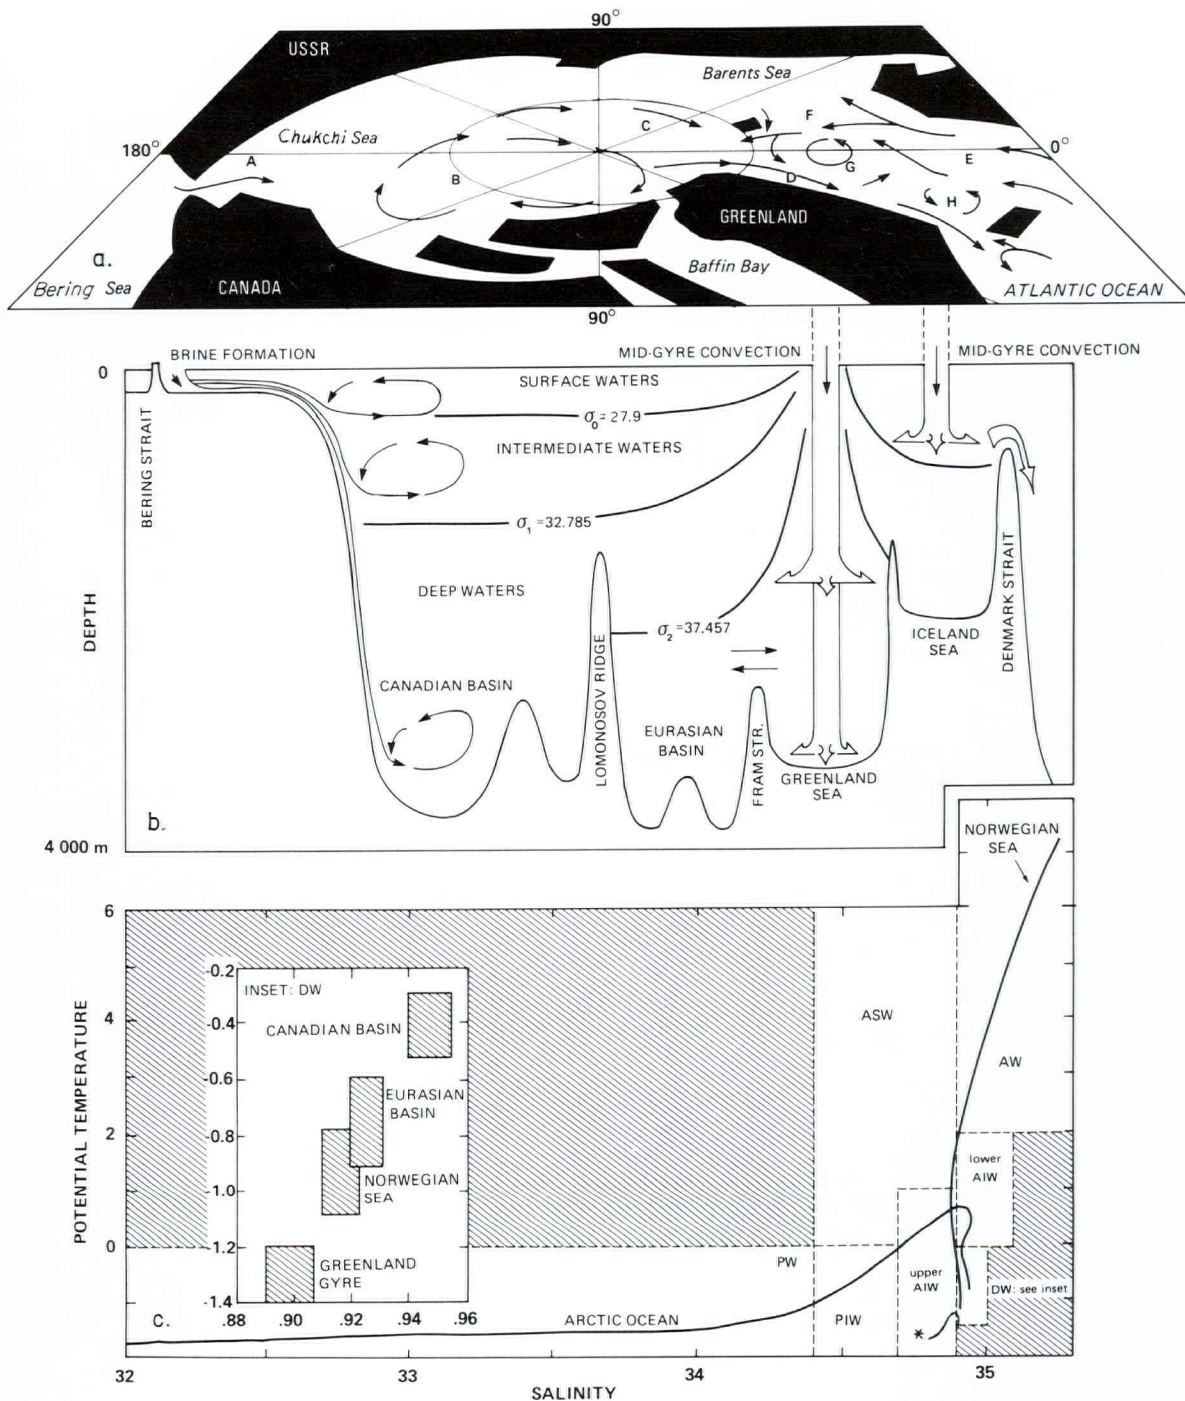 90°
USSR
Barents Sea
Chukchi Sea
180°
0°
A
B
C
D
E
F
G
H
GREENLAND
a.
Bering Sea
CANADA
Baffin Bay
ATLANTIC OCEAN
90°
BRINE FORMATION
MID-GYRE CONVECTION
MID-GYRE CONVECTION
0
SURFACE WATERS
σ0 = 27.9
INTERMEDIATE WATERS
BERING STRAIT
σ1 = 32.785
DEPTH
DEEP WATERS
σ2 = 37.457
LOMONOSOV RIDGE
ICELAND
SEA
DENMARK STRAIT
CANADIAN BASIN
EURASIAN
BASIN
FRAM STR.
GREENLAND
SEA
b.
4 000 m
NORWEGIAN
SEA
6
4
2
0
POTENTIAL TEMPERATURE
-0.2
-0.4
-0.6
-0.8
-1.0
-1.2
-1.4
INSET: DW
CANADIAN BASIN
EURASIAN
BASIN
NORWEGIAN
SEA
GREENLAND
GYRE
.88
.90
.92
.94
.96
ASW
AW
lower
AIW
PW
upper
AIW
DW: see inset
c.
ARCTIC OCEAN
PIW
*
32
33
34
35
SALINITY